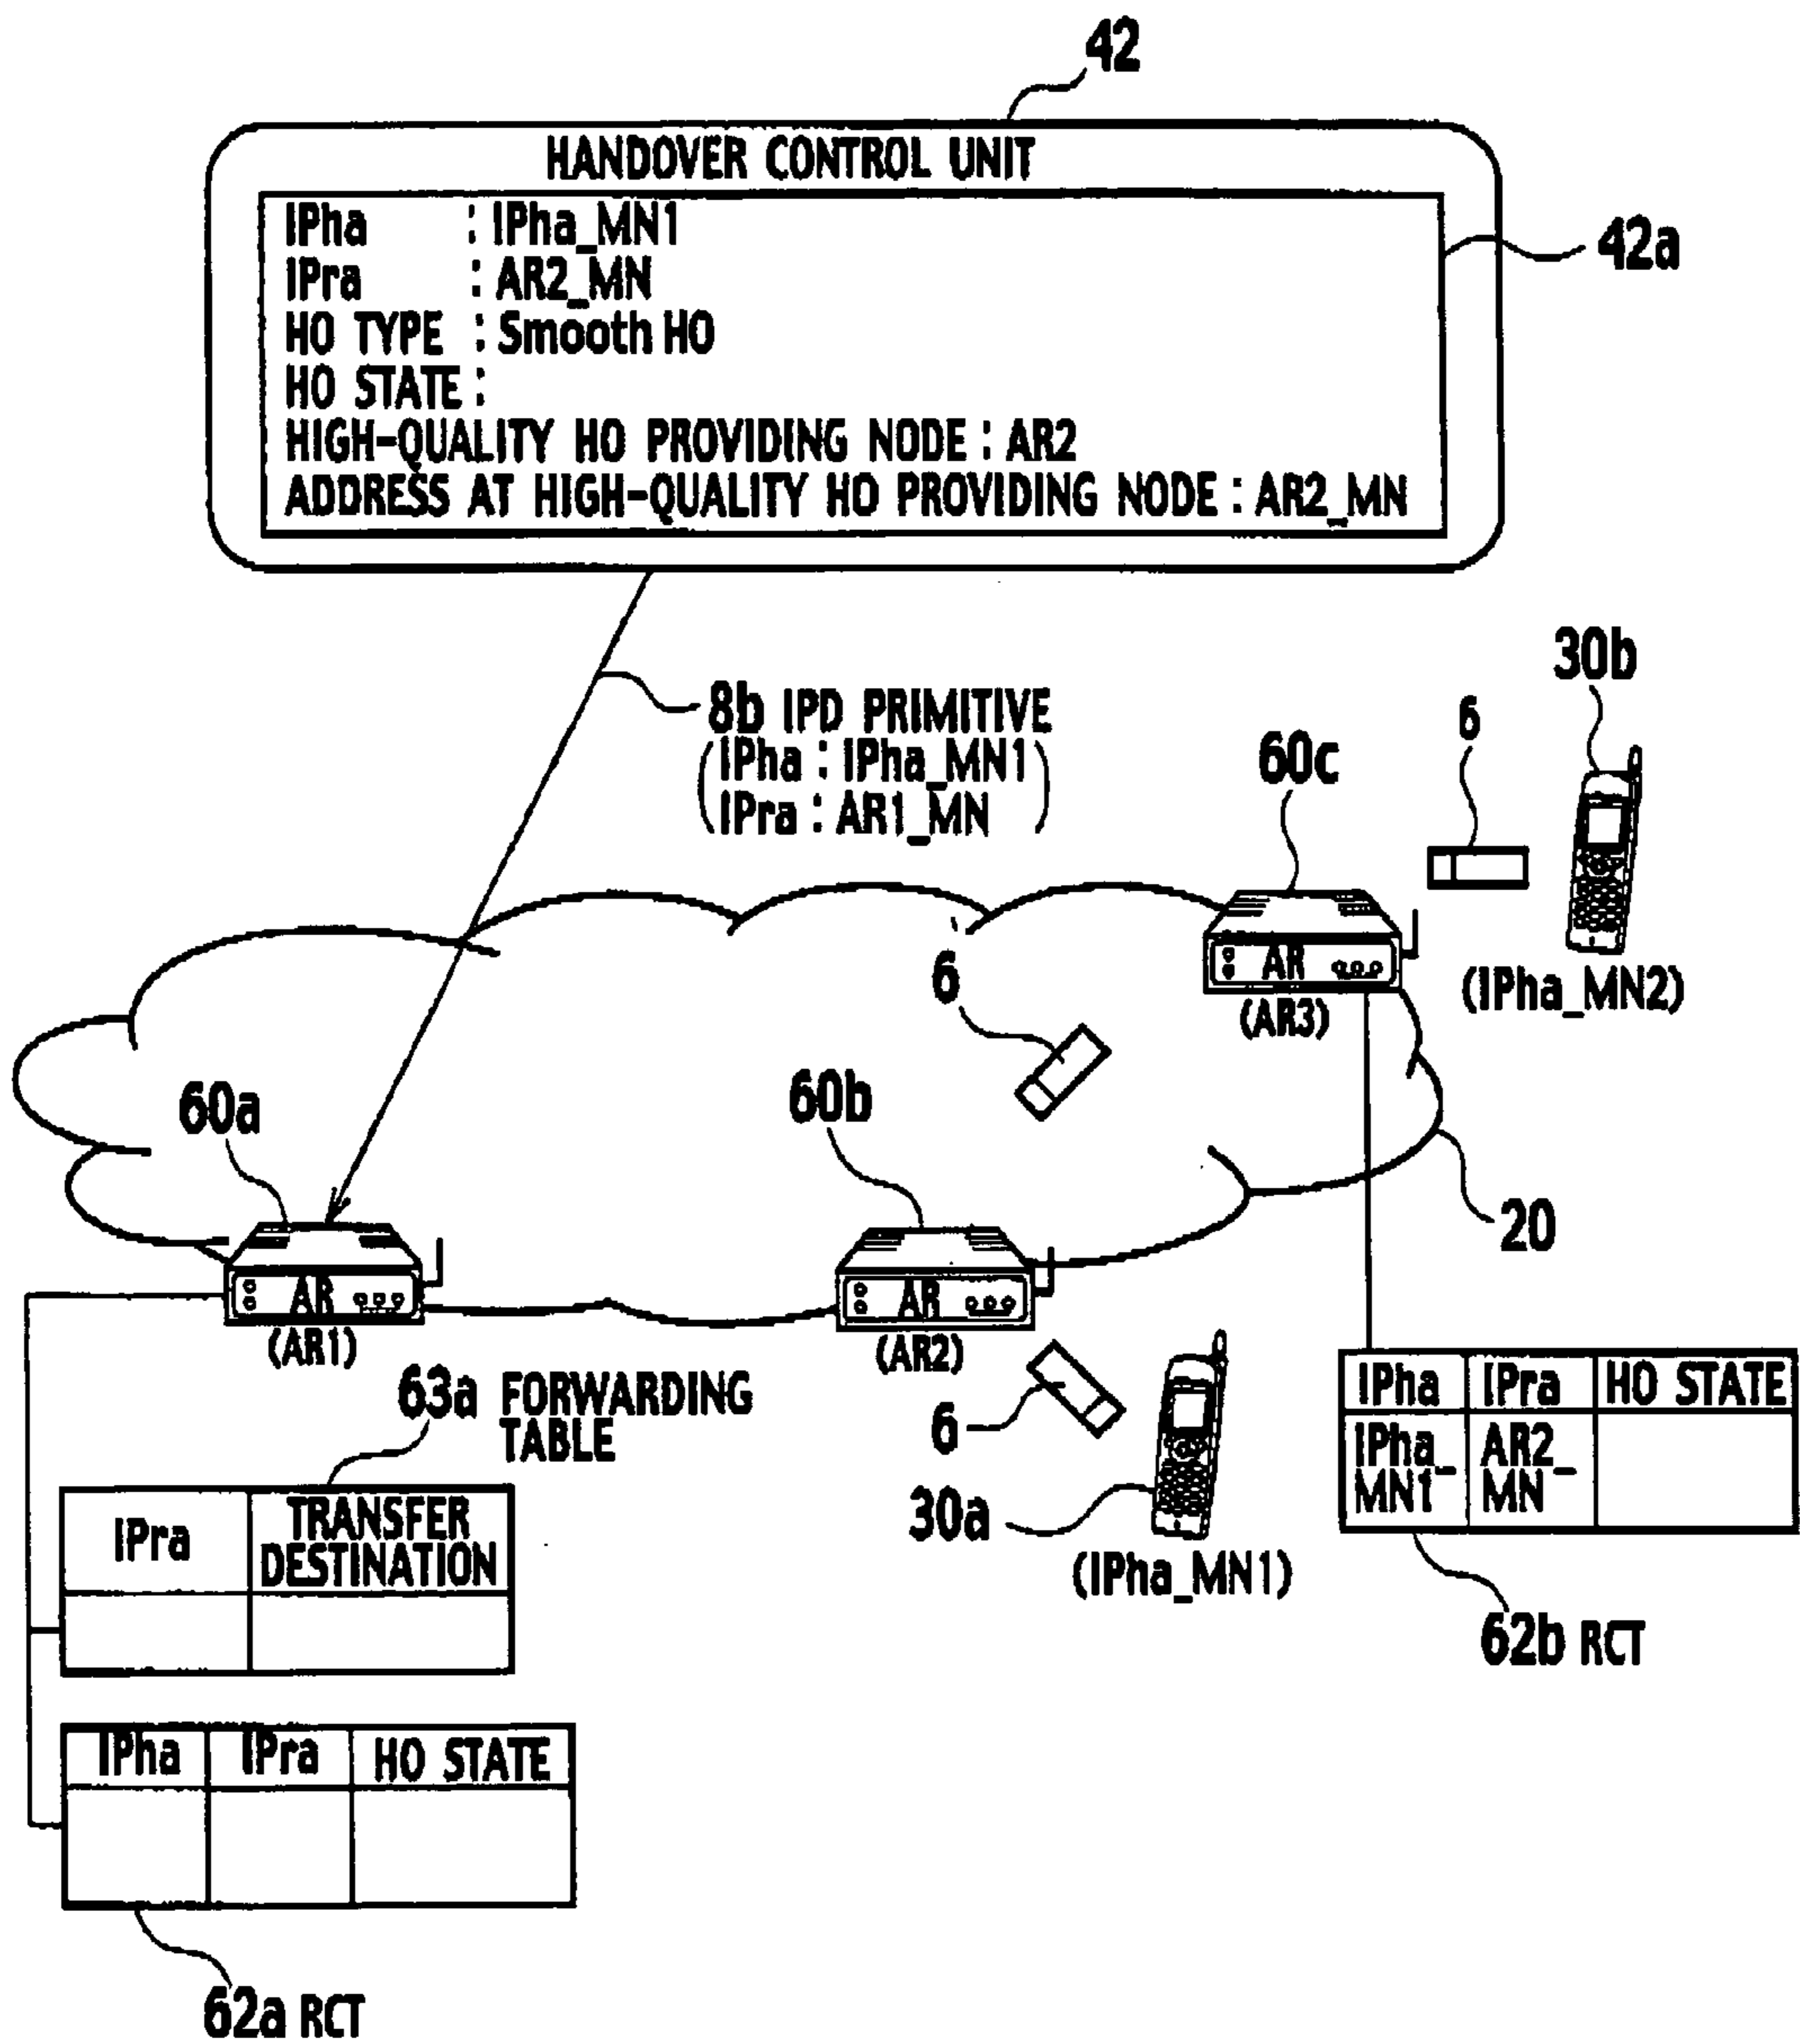 42
HANDOVER CONTROL UNIT
IPha : IPha_MN1
IPra : AR2_MN
HO TYPE : Smooth HO
HO STATE :
HIGH-QUALITY HO PROVIDING NODE : AR2
ADDRESS AT HIGH-QUALITY HO PROVIDING NODE : AR2_MN
42a
8b IPD PRIMITIVE
(IPha : IPha_MN1
IPra : AR1_MN)
30b
6
60c
AR
(AR3)
(IPha_MN2)
6
60a
60b
20
AR
(AR1)
AR
(AR2)
63a FORWARDING
TABLE
6
30a
(IPha_MN1)
IPha IPra HO STATE
IPha_ AR2_
MN1 MN
62b RCT
IPra TRANSFER
DESTINATION
IPha IPra HO STATE
62a RCT